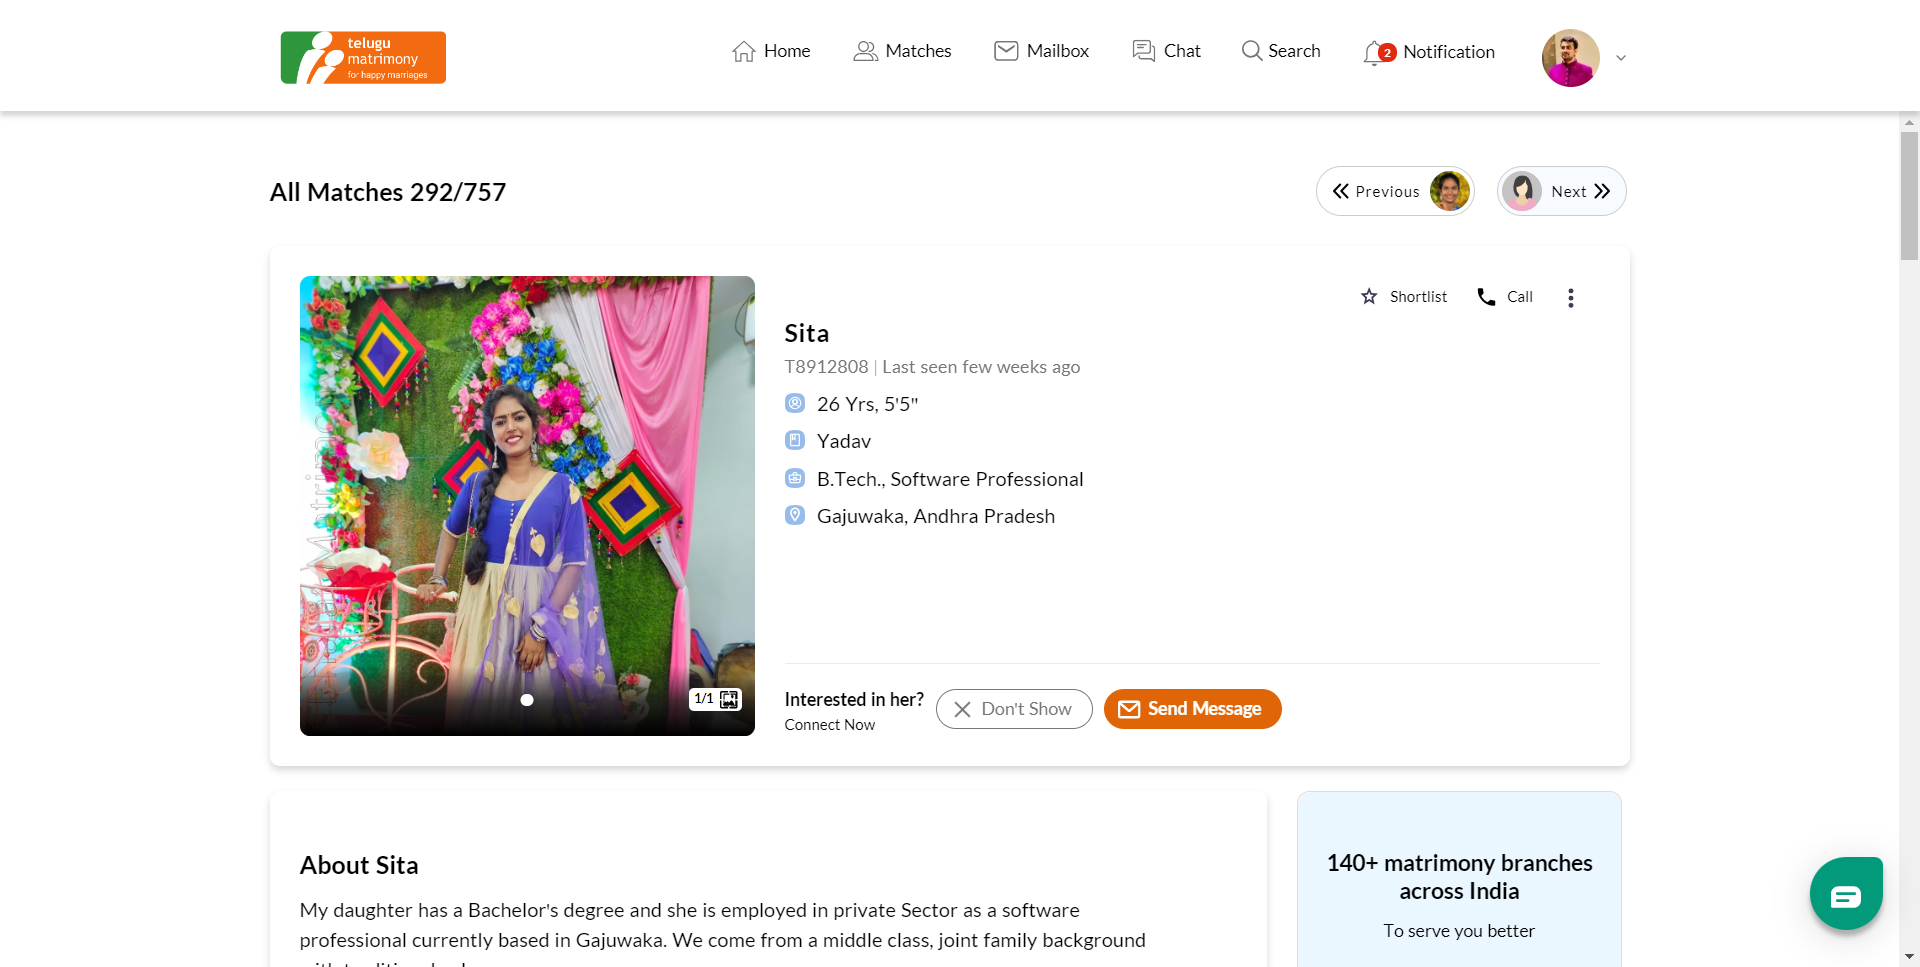 telugu
matrimony
for happy marriages
Home
Matches
Mailbox
Chat
Search
2
Notification
All Matches 292/757
Previous
Next
Shortlist
Call
Sita
T8912808 | Last seen few weeks ago
26 Yrs, 5'5"
Yadav
B.Tech., Software Professional
Gajuwaka, Andhra Pradesh
1/1
Interested in her?
Connect Now
Don't Show
Send Message
About Sita
My daughter has a Bachelor's degree and she is employed in private Sector as a software
professional currently based in Gajuwaka. We come from a middle class, joint family background
140+ matrimony branches
across India
To serve you better